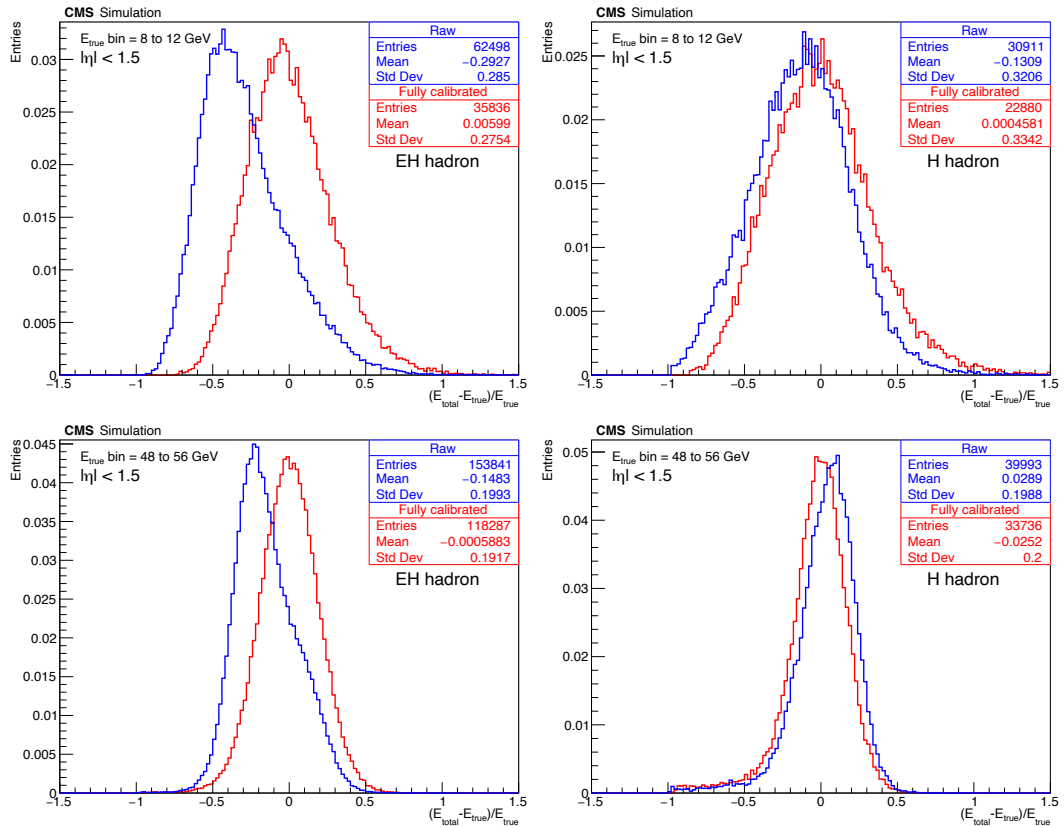 CMS Simulation
Entries
E_true bin = 8 to 12 GeV
|η| < 1.5
Raw
Entries 62498
Mean −0.2927
Std Dev 0.285
Fully calibrated
Entries 35836
Mean 0.00599
Std Dev 0.2754
EH hadron
0.03
0.025
0.02
0.015
0.01
0.005
0
−1.5 −1 −0.5 0 0.5 1 1.5
(E_total-E_true)/E_true
CMS Simulation
Entries
E_true bin = 8 to 12 GeV
|η| < 1.5
Raw
Entries 30911
Mean −0.1309
Std Dev 0.3206
Fully calibrated
Entries 22880
Mean 0.0004581
Std Dev 0.3342
H hadron
0.025
0.02
0.015
0.01
0.005
0
−1.5 −1 −0.5 0 0.5 1 1.5
(E_total-E_true)/E_true
CMS Simulation
Entries
E_true bin = 48 to 56 GeV
|η| < 1.5
Raw
Entries 153841
Mean −0.1483
Std Dev 0.1993
Fully calibrated
Entries 118287
Mean −0.0005883
Std Dev 0.1917
EH hadron
0.045
0.04
0.035
0.03
0.025
0.02
0.015
0.01
0.005
0
−1.5 −1 −0.5 0 0.5 1 1.5
(E_total-E_true)/E_true
CMS Simulation
Entries
E_true bin = 48 to 56 GeV
|η| < 1.5
Raw
Entries 39993
Mean 0.0289
Std Dev 0.1988
Fully calibrated
Entries 33736
Mean −0.0252
Std Dev 0.2
H hadron
0.05
0.04
0.03
0.02
0.01
0
−1.5 −1 −0.5 0 0.5 1 1.5
(E_total-E_true)/E_true